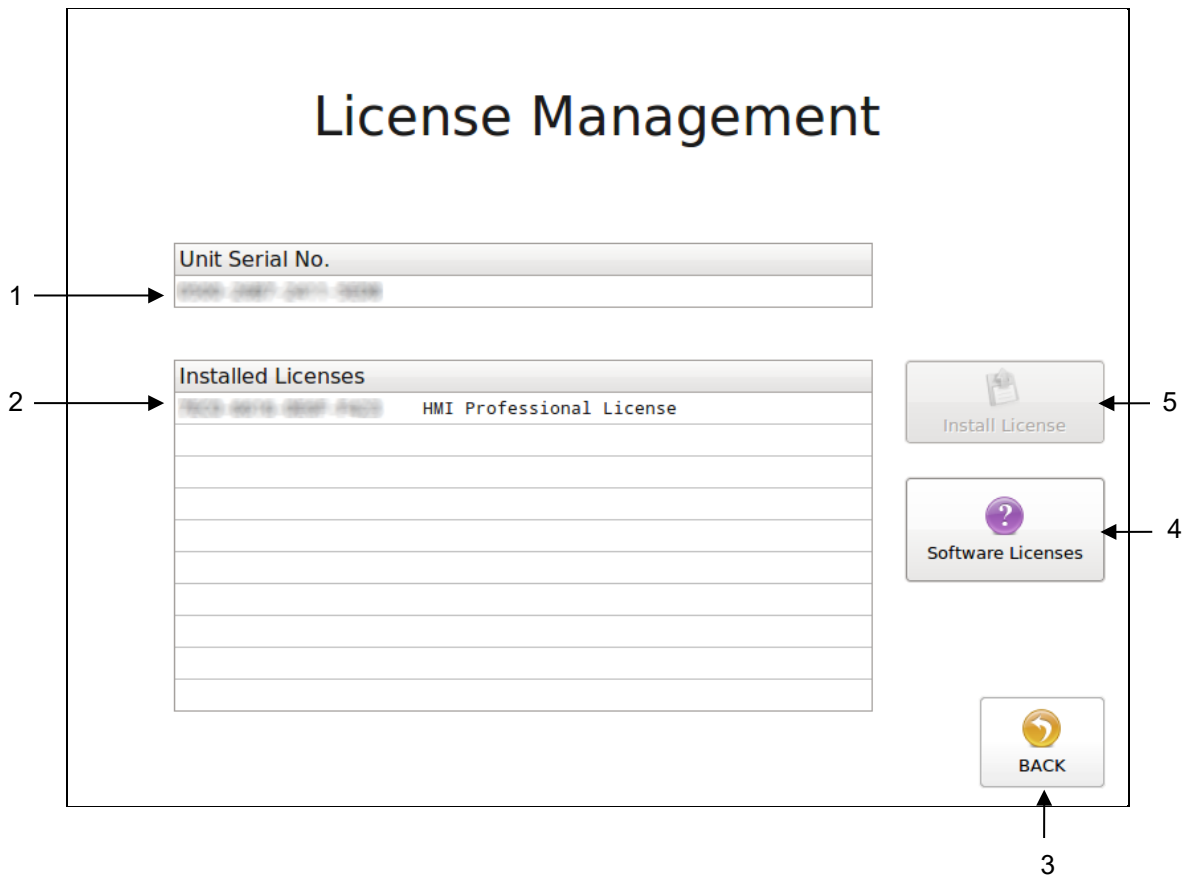 License Management
Unit Serial No.
1
Installed Licenses
2
HMI Professional License
Install License
5
Software Licenses
4
BACK
3